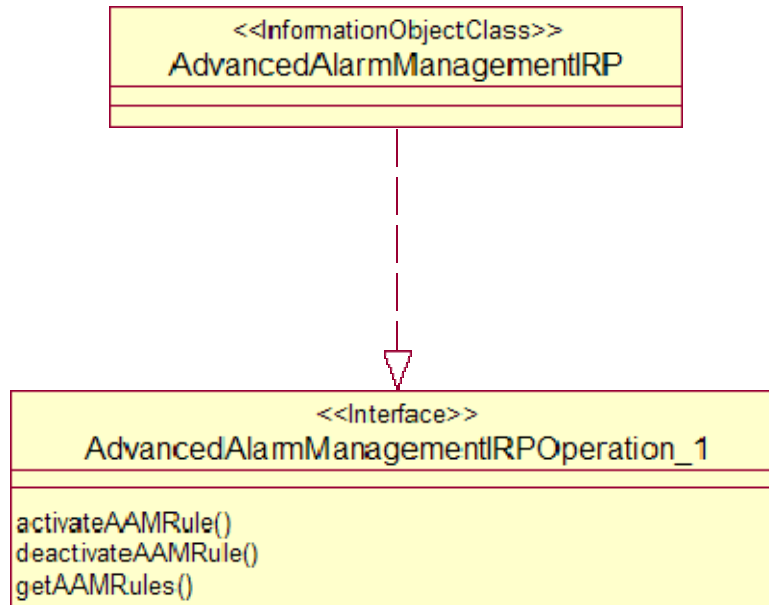 <<InformationObjectClass>>
AdvancedAlarmManagementIRP
<<Interface>>
AdvancedAlarmManagementIRPOperation_1
activateAAMRule()
deactivateAAMRule()
getAAMRules()